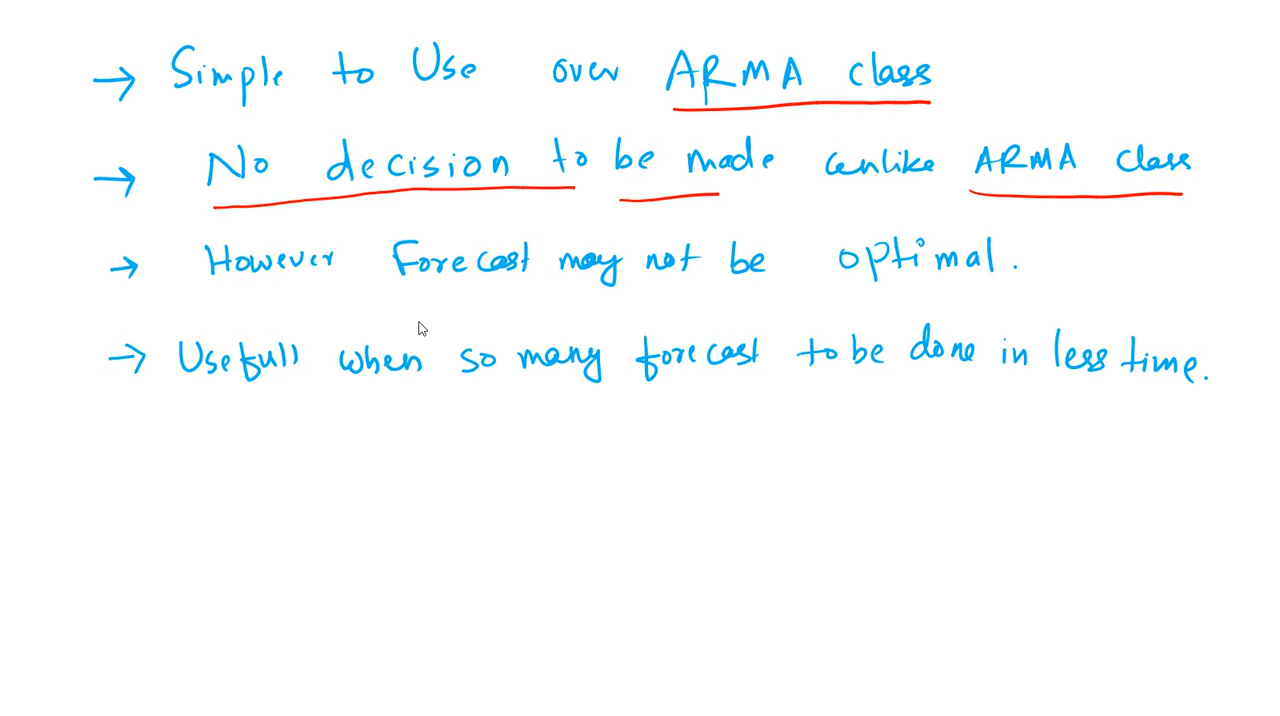 → Simple to Use over ARMA class
→ No decision to be made unlike ARMA class
→ However Forecast may not be optimal.
→ Usefull when so many forecast to be done in less time.